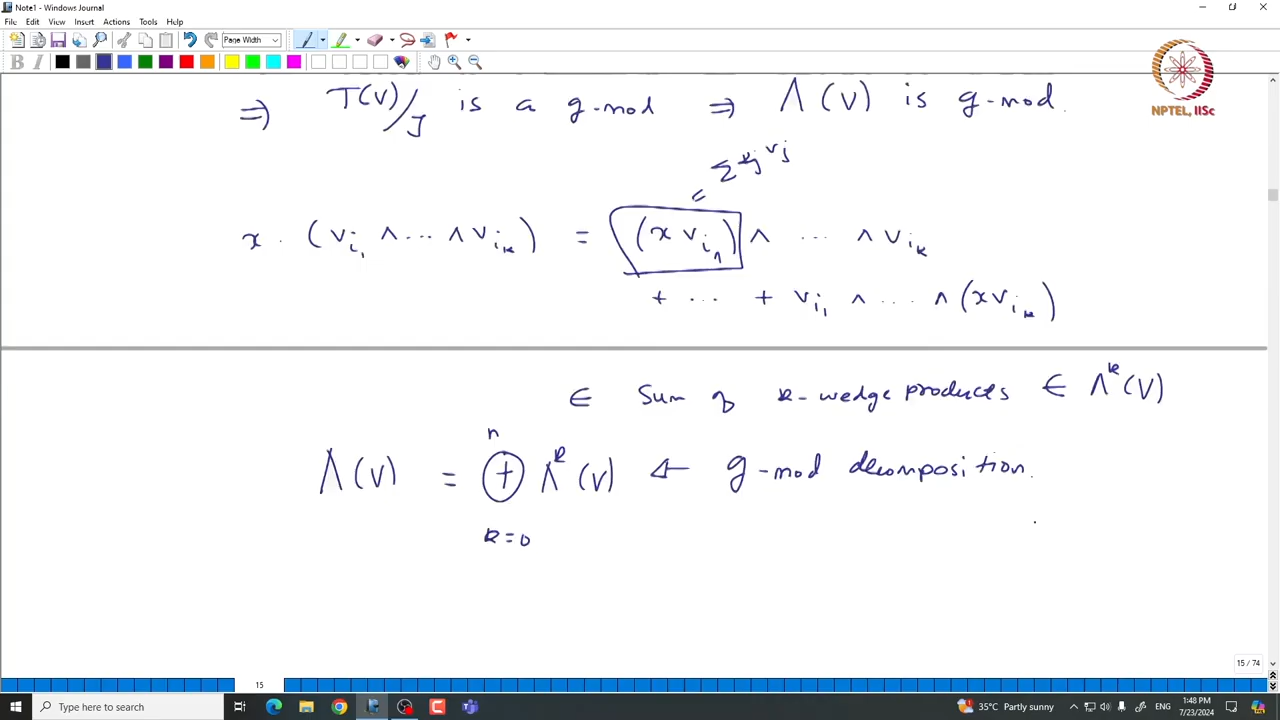 Note1 - Windows Journal
File Edit View Insert Actions Tools Help
Page Width
B I
NPTEL, IISc
⇒ T(V)/J is a g-mod ⇒ Λ(V) is g-mod.
= Σ αj vj
x · (v_{i_1} ∧ ... ∧ v_{i_k}) = (x v_{i_1}) ∧ ... ∧ v_{i_k}
+ ... + v_{i_1} ∧ ... ∧ (x v_{i_k})
∈ Sum of k-wedge products ∈ Λ^k(V)
n
Λ(V) = ⊕ Λ^k(V) ← g-mod decomposition.
k=0
15 / 74
15
Type here to search
35°C Partly sunny
ENG
1:48 PM
7/23/2024